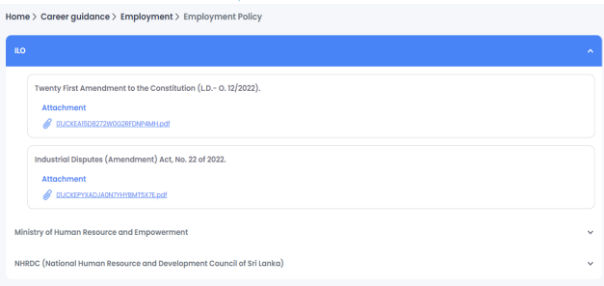 Home > Career guidance > Employment > Employment Policy
ILO
Twenty First Amendment to the Constitution (L.D.- O. 12/2022).
Attachment
Industrial Disputes (Amendment) Act, No. 22 of 2022.
Attachment
Ministry of Human Resource and Empowerment
NHRDC (National Human Resource and Development Council of Sri Lanka)